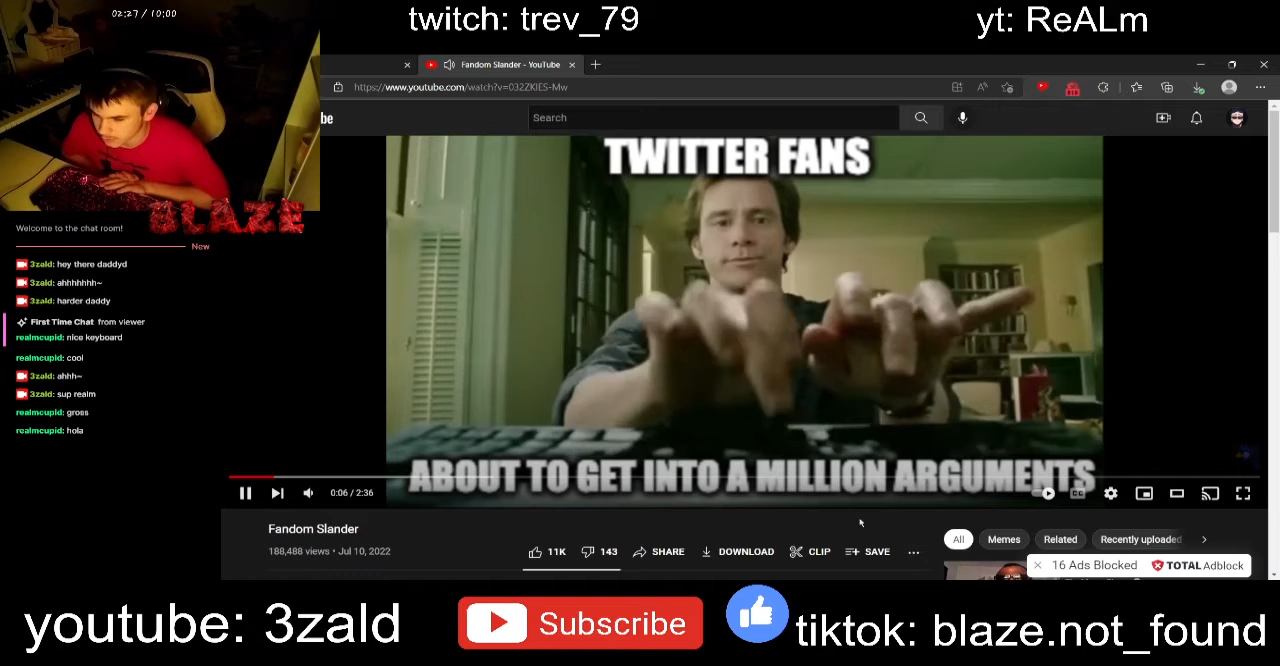 02:27 / 10:00
twitch: trev_79
yt: ReALm
Fandom Slander - YouTube
https://www.youtube.com/watch?v=032ZKIES-Mw
be
Search
TWITTER FANS
ABOUT TO GET INTO A MILLION ARGUMENTS
BLAZE
Welcome to the chat room!
New
3zald: hey there daddyd
3zald: ahhhhhhh~
3zald: harder daddy
First Time Chat from viewer
realmcupid: nice keyboard
realmcupid: cool
3zald: ahhh~
3zald: sup realm
realmcupid: gross
realmcupid: hola
0:06 / 2:36
Fandom Slander
188,488 views • Jul 10, 2022
11K
143
SHARE
DOWNLOAD
CLIP
SAVE
All
Memes
Related
Recently uploaded
16 Ads Blocked
TOTAL Adblock
youtube: 3zald
Subscribe
tiktok: blaze.not_found